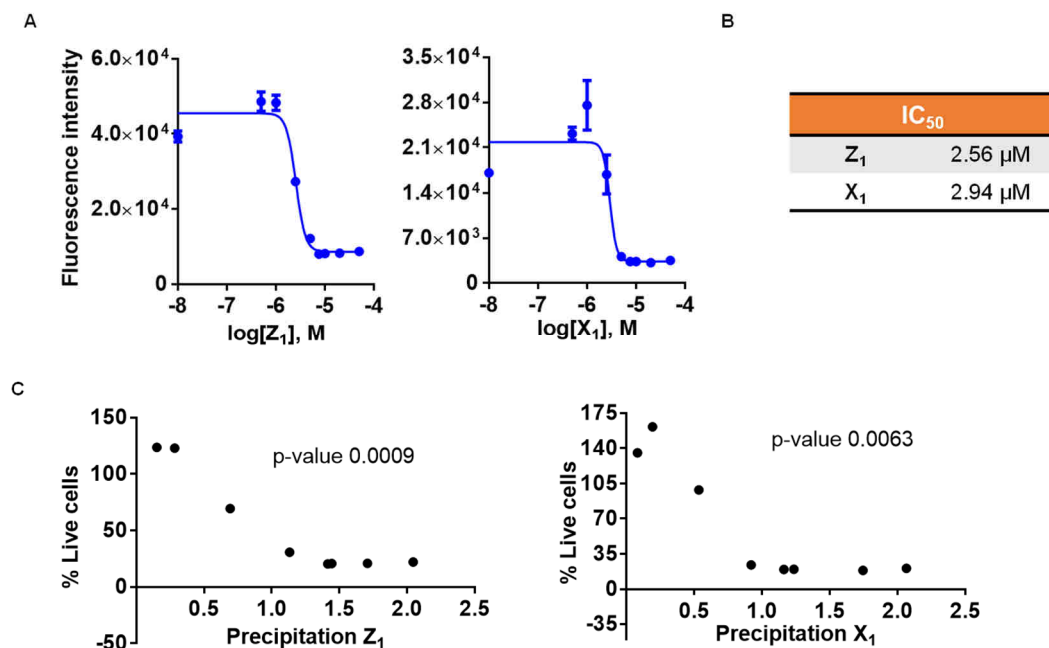 A
Fluorescence intensity
6.0×10⁴
4.0×10⁴
2.0×10⁴
0
-8 -7 -6 -5 -4
log[Z₁], M
3.5×10⁴
2.8×10⁴
2.1×10⁴
1.4×10⁴
7.0×10³
0
-8 -7 -6 -5 -4
log[X₁], M
B
IC₅₀
Z₁ 2.56 µM
X₁ 2.94 µM
C
% Live cells
150
100
50
0
-50
p-value 0.0009
0.5 1.0 1.5 2.0 2.5
Precipitation Z₁
% Live cells
175
140
105
70
35
0
-35
p-value 0.0063
0.5 1.0 1.5 2.0 2.5
Precipitation X₁